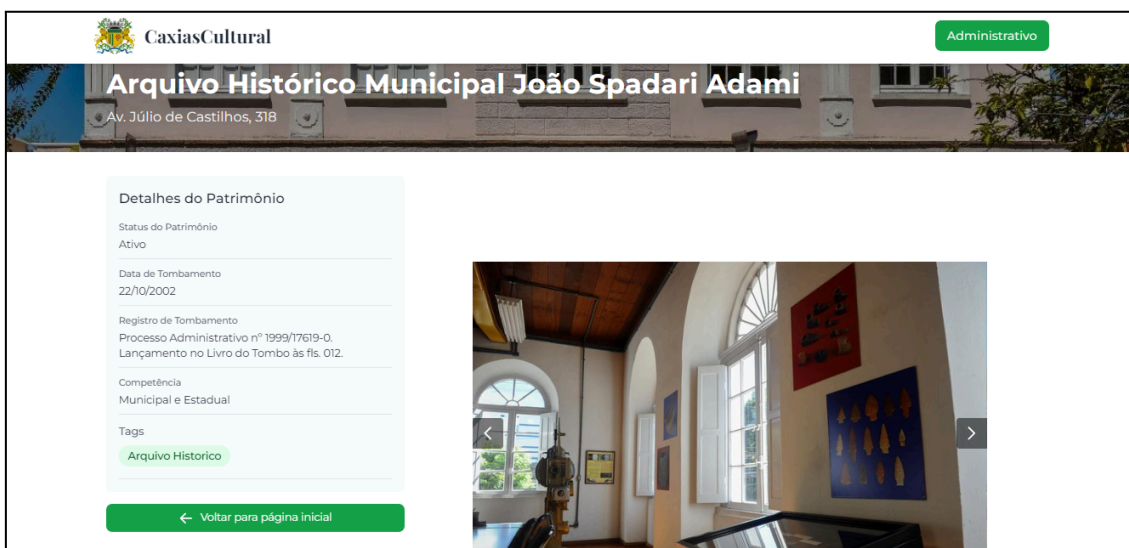 CaxiasCultural
Administrativo
Arquivo Histórico Municipal João Spadari Adami
Av. Júlio de Castilhos, 318
Detalhes do Patrimônio
Status do Patrimônio
Ativo
Data de Tombamento
22/10/2002
Registro de Tombamento
Processo Administrativo nº 1999/17619-0.
Lançamento no Livro do Tombo às fls. 012.
Competência
Municipal e Estadual
Tags
Arquivo Historico
← Voltar para página inicial